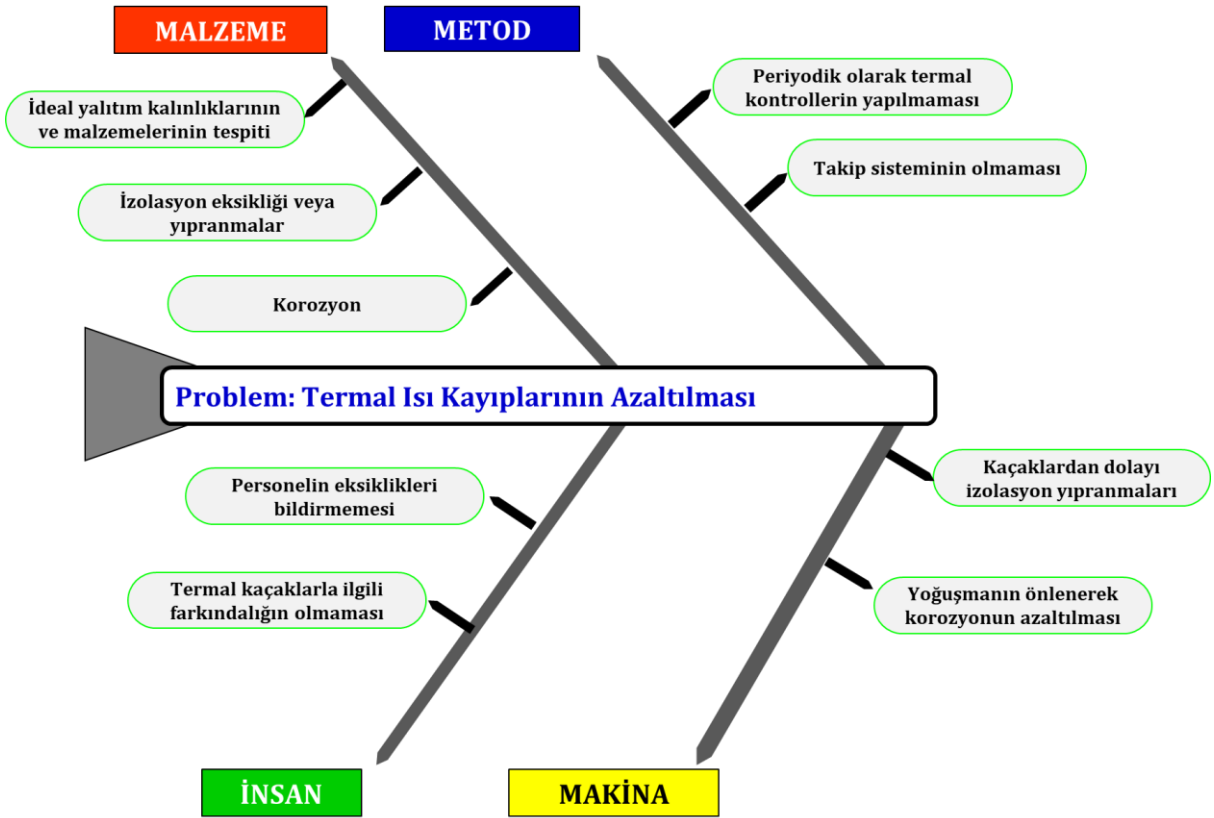 MALZEME
METOD
İdeal yalıtım kalınlıklarının
ve malzemelerinin tespiti
İzolasyon eksikliği veya
yıpranmalar
Korozyon
Periyodik olarak termal
kontrollerin yapılmaması
Takip sisteminin olmaması
Problem: Termal Isı Kayıplarının Azaltılması
Personelin eksiklikleri
bildirmemesi
Termal kaçaklarla ilgili
farkındalığın olmaması
Kaçaklardan dolayı
izolasyon yıpranmaları
Yoğuşmanın önlenerek
korozyonun azaltılması
İNSAN
MAKİNA